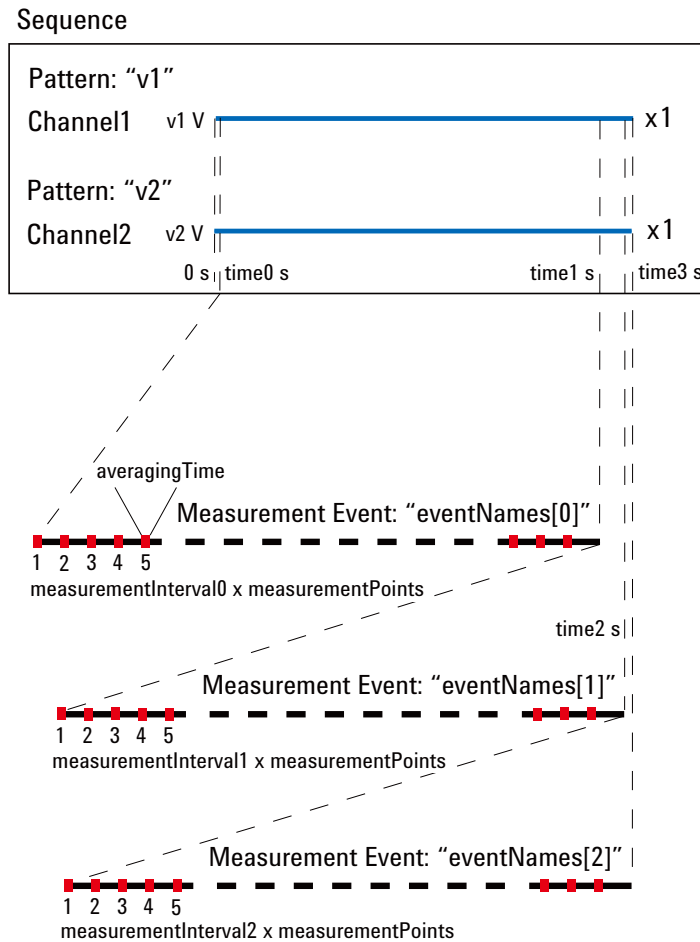 Sequence
Pattern: “v1”
Channel1 v1 V x1
Pattern: “v2”
Channel2 v2 V x1
0 s time0 s time1 s time3 s
averagingTime
Measurement Event: “eventNames[0]”
1 2 3 4 5
measurementInterval0 x measurementPoints
time2 s
Measurement Event: “eventNames[1]”
1 2 3 4 5
measurementInterval1 x measurementPoints
Measurement Event: “eventNames[2]”
1 2 3 4 5
measurementInterval2 x measurementPoints